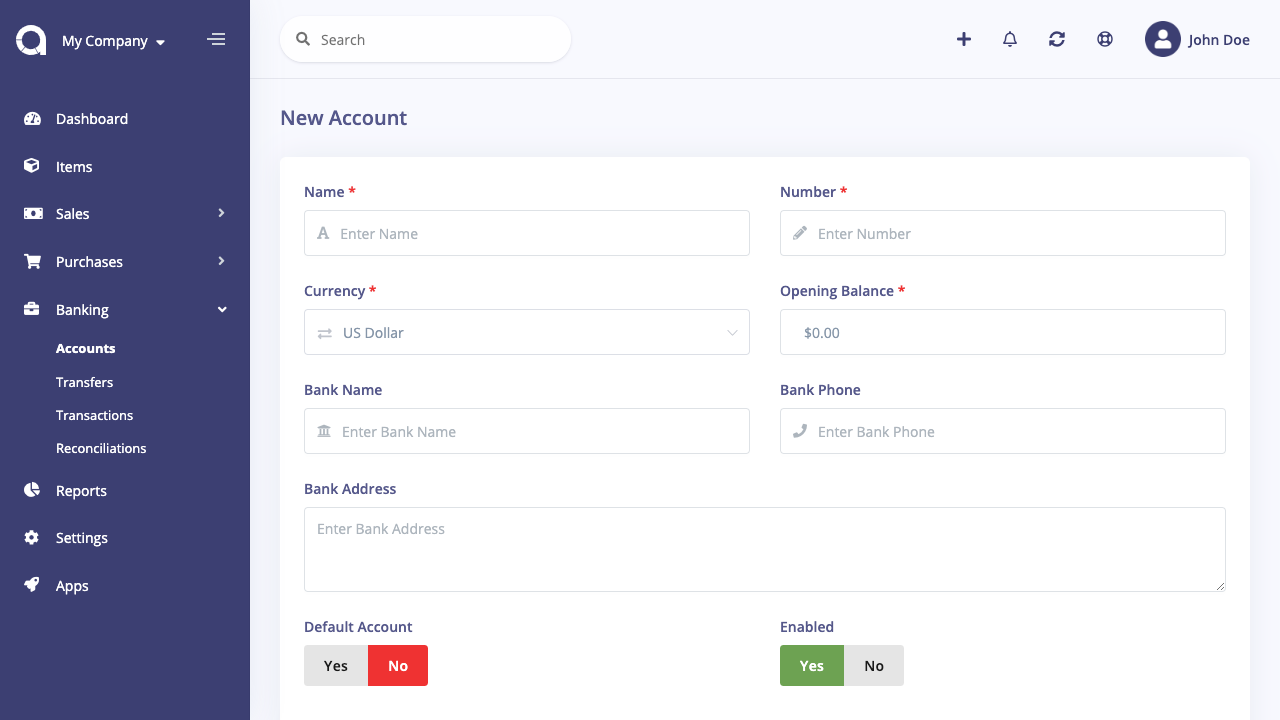 My Company
Search
John Doe
Dashboard
Items
Sales
Purchases
Banking
Accounts
Transfers
Transactions
Reconciliations
Reports
Settings
Apps
New Account
Name * Number *
Enter Name Enter Number
Currency * Opening Balance *
US Dollar $0.00
Bank Name Bank Phone
Enter Bank Name Enter Bank Phone
Bank Address
Enter Bank Address
Default Account Enabled
Yes No Yes No